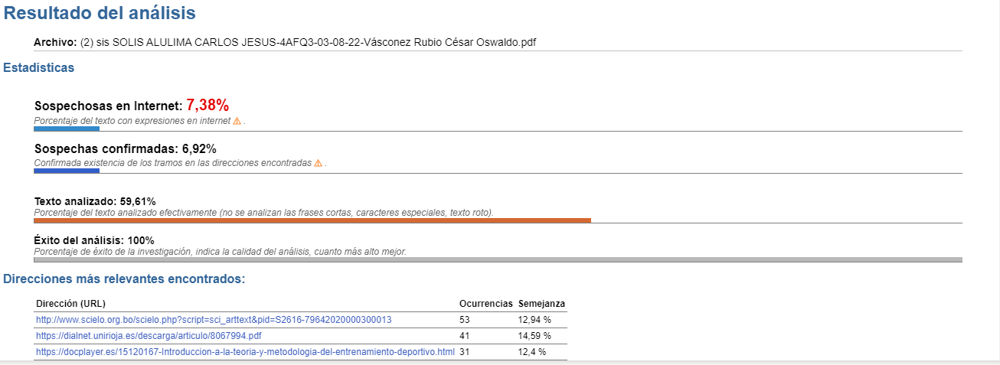 Resultado del análisis
Archivo: (2) sis SOLIS ALULIMA CARLOS JESUS-4AFQ3-03-08-22-Vásconez Rubio César Oswaldo.pdf
Estadísticas
Sospechosas en Internet: 7,38%
Porcentaje del texto con expresiones en internet ⚠ .
Sospechas confirmadas: 6,92%
Confirmada existencia de los tramos en las direcciones encontradas ⚠ .
Texto analizado: 59,61%
Porcentaje del texto analizado efectivamente (no se analizan las frases cortas, caracteres especiales, texto roto).
Éxito del análisis: 100%
Porcentaje de éxito de la investigación, indica la calidad del análisis, cuanto más alto mejor.
Direcciones más relevantes encontrados:
Dirección (URL) Ocurrencias Semejanza
http://www.scielo.org.bo/scielo.php?script=sci_arttext&pid=S2616-79642020000300013 53 12,94 %
https://dialnet.unirioja.es/descarga/articulo/8067994.pdf 41 14,59 %
https://docplayer.es/15120167-Introduccion-a-la-teoria-y-metodologia-del-entrenamiento-deportivo.html 31 12,4 %